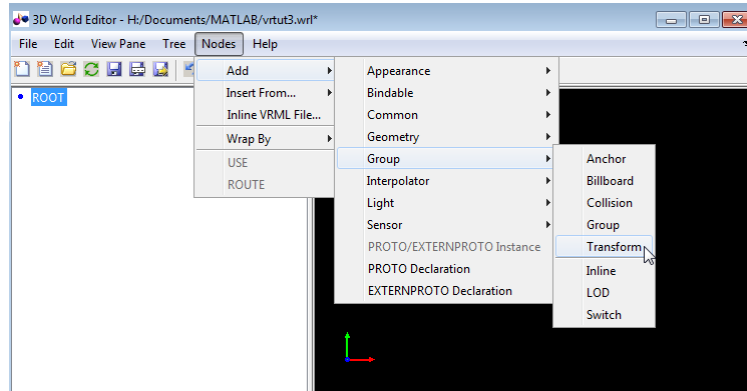 3D World Editor - H:/Documents/MATLAB/vrtut3.wrl*
File Edit View Pane Tree Nodes Help
ROOT
Add
Insert From...
Inline VRML File...
Wrap By
USE
ROUTE
Appearance
Bindable
Common
Geometry
Group
Interpolator
Light
Sensor
PROTO/EXTERNPROTO Instance
PROTO Declaration
EXTERNPROTO Declaration
Anchor
Billboard
Collision
Group
Transform
Inline
LOD
Switch